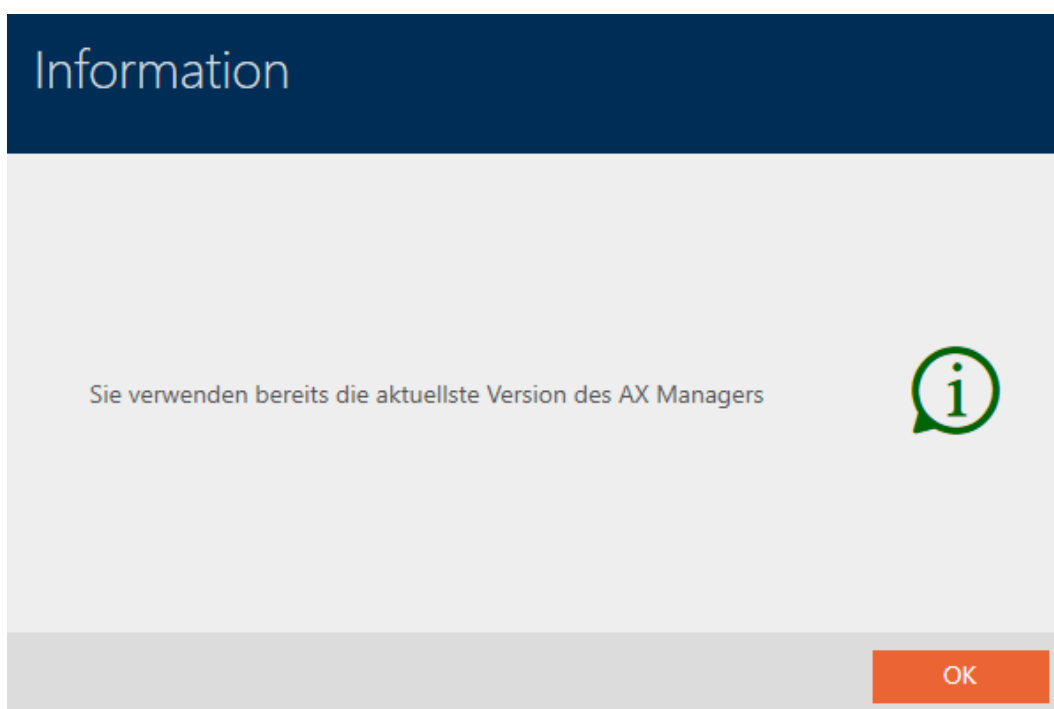 Information
Sie verwenden bereits die aktuellste Version des AX Managers
i
OK